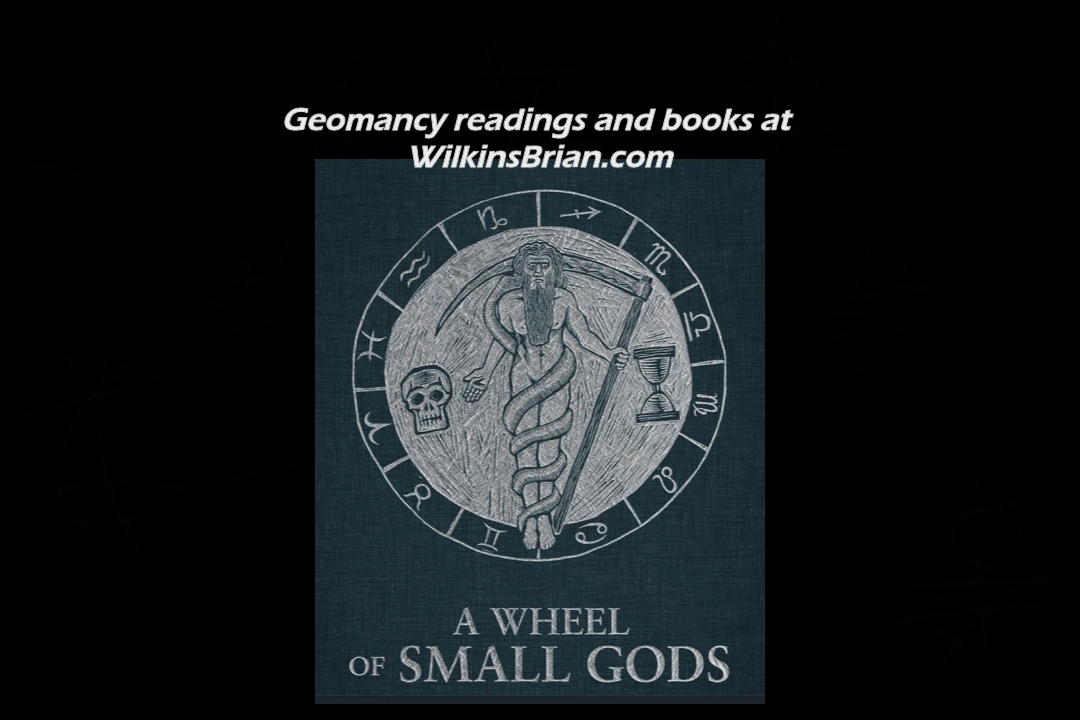 Geomancy readings and books at
WilkinsBrian.com
A WHEEL
OF SMALL GODS